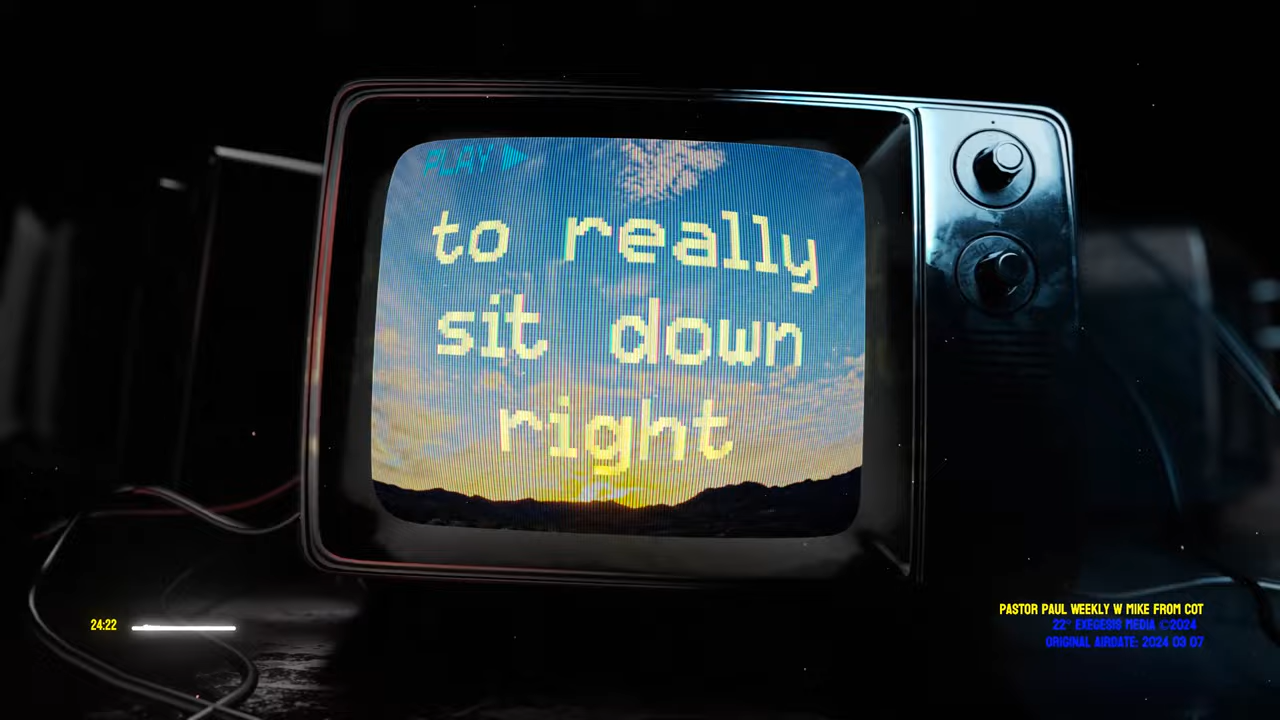 PLAY
to really
sit down
right
24:22
PASTOR PAUL WEEKLY W MIKE FROM COT
22° EXEGESIS MEDIA ©2024
ORIGINAL AIRDATE: 2024 03 07